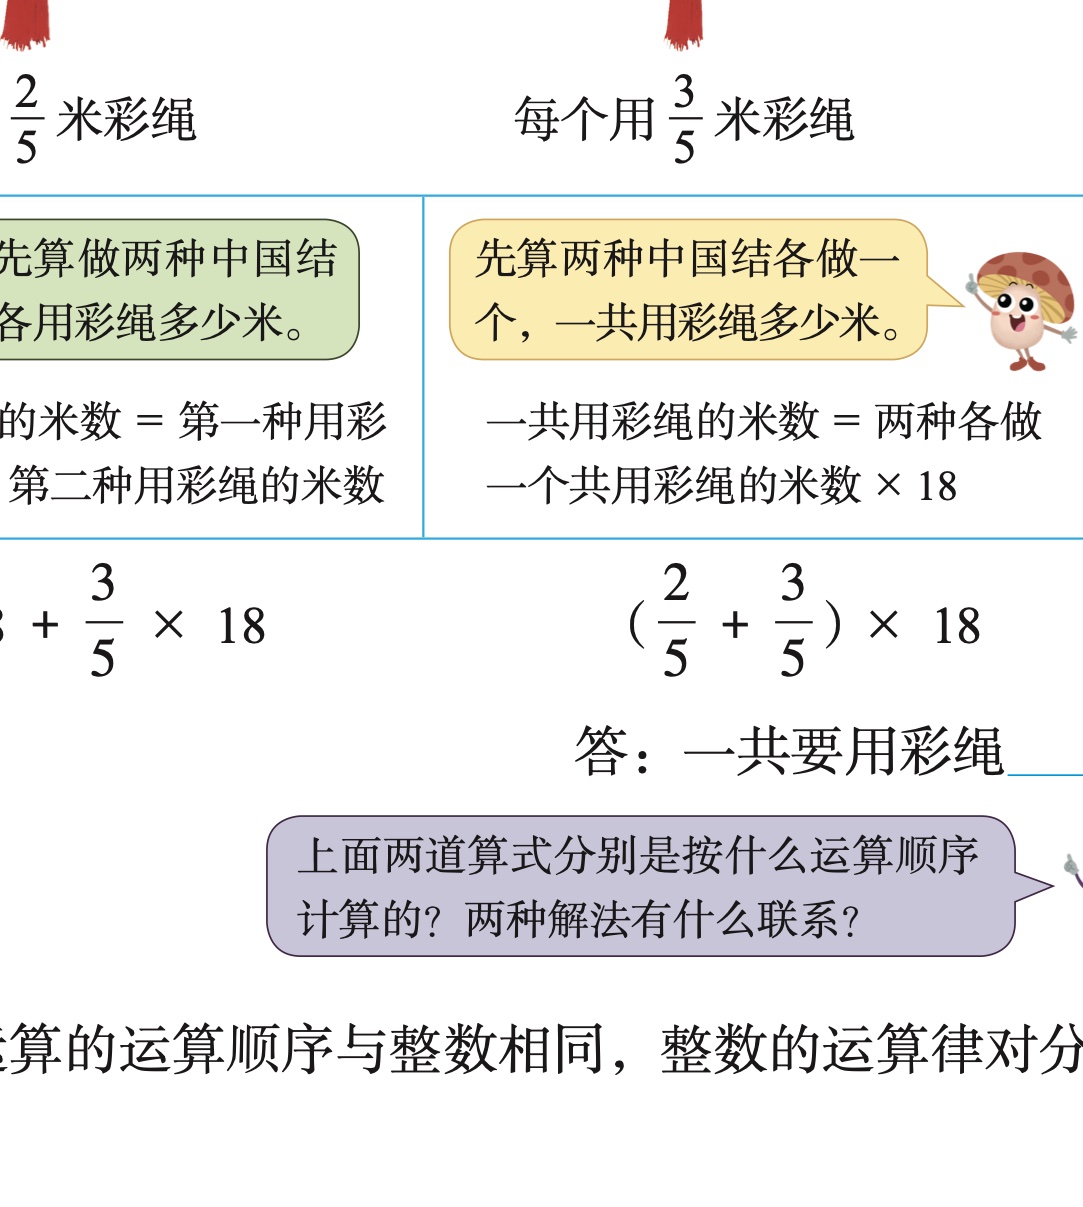 2/5 米彩绳
每个用 3/5 米彩绳
先算做两种中国结
各用彩绳多少米。
先算两种中国结各做一
个，一共用彩绳多少米。
的米数 = 第一种用彩
第二种用彩绳的米数
一共用彩绳的米数 = 两种各做
一个共用彩绳的米数 × 18
+ 3/5 × 18
(2/5 + 3/5) × 18
答：一共要用彩绳
上面两道算式分别是按什么运算顺序
计算的？两种解法有什么联系？
算的运算顺序与整数相同，整数的运算律对分